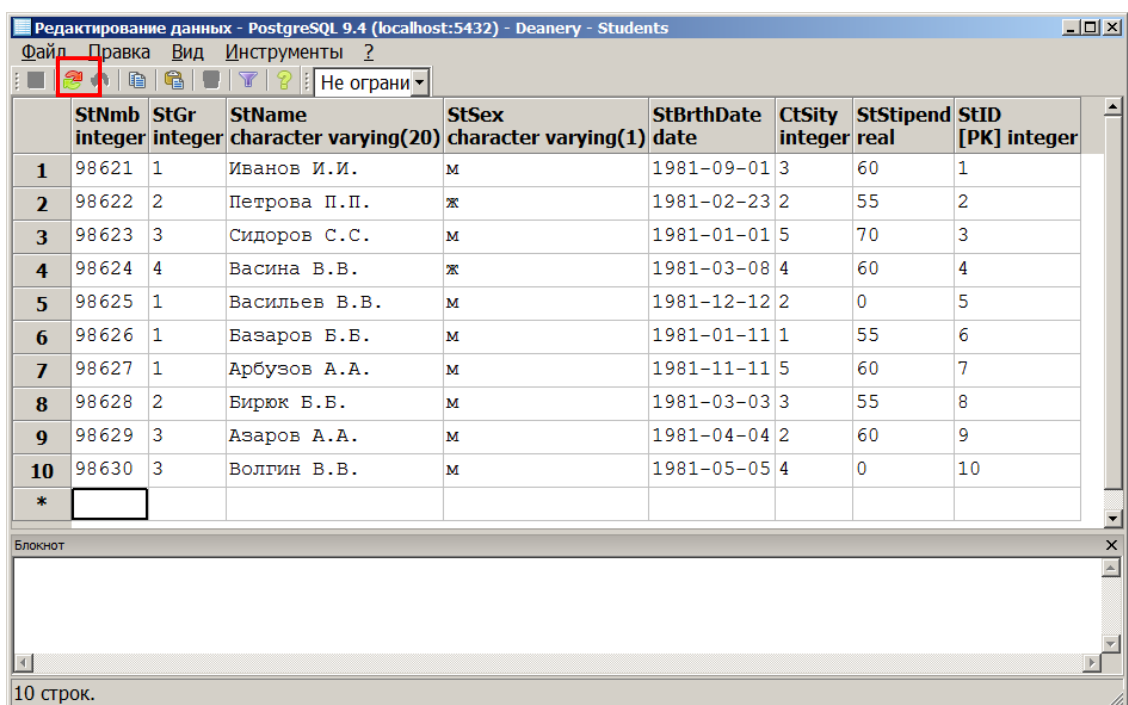 Редактирование данных - PostgreSQL 9.4 (localhost:5432) - Deanery - Students
Файл Правка Вид Инструменты ?
Не ограни
StNmb StGr StName StSex StBrthDate CtSity StStipend StID
integer integer character varying(20) character varying(1) date integer real [PK] integer
1 98621 1 Иванов И.И. м 1981-09-01 3 60 1
2 98622 2 Петрова П.П. ж 1981-02-23 2 55 2
3 98623 3 Сидоров С.С. м 1981-01-01 5 70 3
4 98624 4 Васина В.В. ж 1981-03-08 4 60 4
5 98625 1 Васильев В.В. м 1981-12-12 2 0 5
6 98626 1 Базаров Б.Б. м 1981-01-11 1 55 6
7 98627 1 Арбузов А.А. м 1981-11-11 5 60 7
8 98628 2 Бирюк Б.Б. м 1981-03-03 3 55 8
9 98629 3 Азаров А.А. м 1981-04-04 2 60 9
10 98630 3 Волгин В.В. м 1981-05-05 4 0 10
*
Блокнот
10 строк.